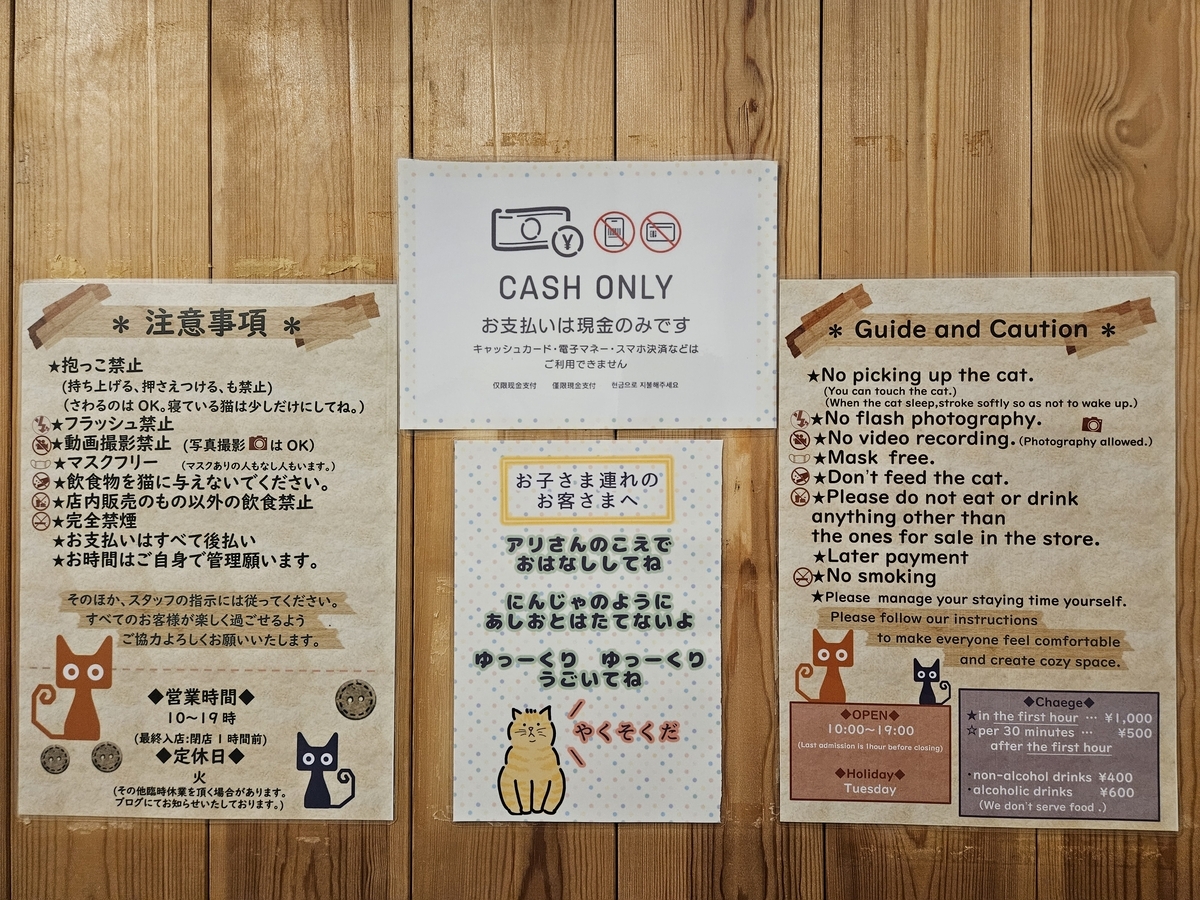 ＊ 注意事項 ＊
★抱っこ禁止
(持ち上げる、押さえつける、も禁止)
(さわるのは OK。寝ている猫は少しだけにしてね。)
★フラッシュ禁止
★動画撮影禁止 (写真撮影 は OK)
★マスクフリー (マスクありの人もなし人もいます。)
★飲食物を猫に与えないでください。
★店内販売のもの以外の飲食禁止
★完全禁煙
★お支払いはすべて後払い
★お時間はご自身で管理願います。
そのほか、スタッフの指示には従ってください。
すべてのお客様が楽しく過ごせるよう
ご協力よろしくお願いいたします。
◆営業時間◆
10～19 時
(最終入店:閉店 1 時間前)
◆定休日◆
火
(その他臨時休業を頂く場合があります。
ブログにてお知らせいたしております。)
¥
CASH ONLY
お支払いは現金のみです
キャッシュカード・電子マネー・スマホ決済などは
ご利用できません
仅限现金支付 僅限現金支付 현금으로 지불해주세요
お子さま連れの
お客さまへ
アリさんのこえで
おはなししてね
にんじゃのように
あしおとはたてないよ
ゆっーくり ゆっーくり
うごいてね
やくそくだ
＊ Guide and Caution ＊
★No picking up the cat.
(You can touch the cat.)
(When the cat sleep,stroke softly so as not to wake up.)
★No flash photography.
★No video recording. (Photography allowed.)
★Mask free.
★Don't feed the cat.
★Please do not eat or drink
anything other than
the ones for sale in the store.
★Later payment
★No smoking
★Please manage your staying time yourself.
Please follow our instructions
to make everyone feel comfortable
and create cozy space.
◆OPEN◆
10:00～19:00
(Last admission is 1hour before closing)
◆Holiday◆
Tuesday
◆Chaege◆
★in the first hour … ¥1,000
☆per 30 minutes … ¥500
after the first hour
・non-alcohol drinks ¥400
・alcoholic drinks ¥600
(We don't serve food .)